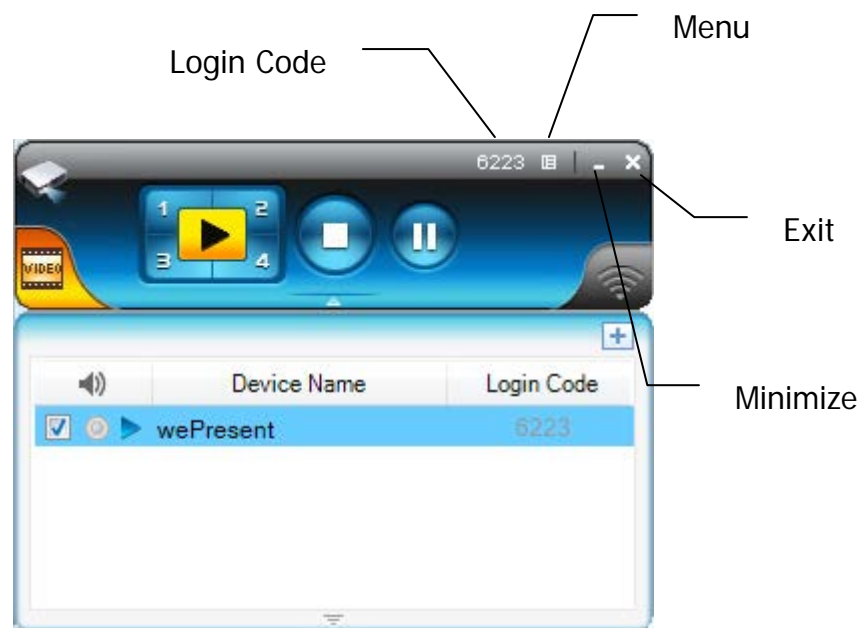 Menu
Login Code
6223
1 2
3 4
VIDEO
Exit
Device Name Login Code
wePresent 6223
Minimize